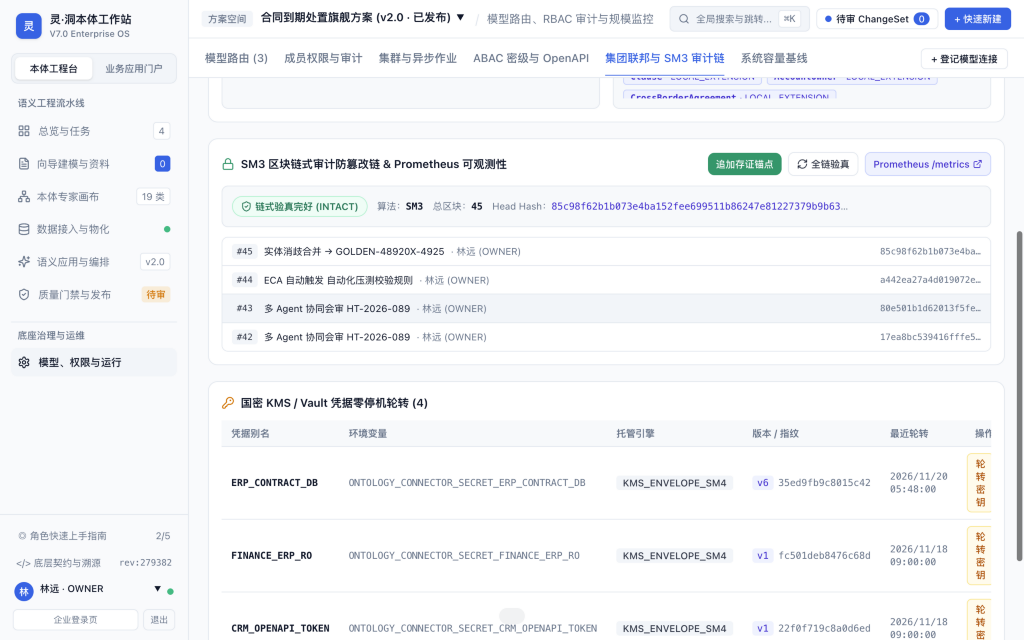 灵
灵·洞本体工作站
V7.0 Enterprise OS
本体工程台
业务应用门户
语义工程流水线
总览与任务
4
向导建模与资料
0
本体专家画布
19 类
数据接入与物化
语义应用与编排
v2.0
质量门禁与发布
待审
底座治理与运维
模型、权限与运行
◎ 角色快速上手指南
2/5
</> 底层契约与溯源
rev:279382
林
林远 · OWNER
▼
企业登录页
退出
方案空间
合同到期处置旗舰方案 (v2.0 · 已发布) ▼
/
模型路由、RBAC 审计与规模监控
全局搜索与跳转...
⌘K
待审 ChangeSet
0
+ 快速新建
模型路由 (3)
成员权限与审计
集群与异步作业
ABAC 密级与 OpenAPI
集团联邦与 SM3 审计链
系统容量基线
+ 登记模型连接
CrossBorderAgreement · LOCAL_EXTENSION
SM3 区块链式审计防篡改链 & Prometheus 可观测性
追加存证锚点
全链验真
Prometheus /metrics
链式验真完好 (INTACT)
算法: SM3
总区块: 45
Head Hash: 85c98f62b1b073e4ba152fee699511b86247e81227379b9b63…
#45
实体消歧合并 → GOLDEN-48920X-4925
· 林远 (OWNER)
85c98f62b1b073e4ba…
#44
ECA 自动触发 自动化压测校验规则
· 林远 (OWNER)
a442ea27a4d019072e…
#43
多 Agent 协同会审 HT-2026-089
· 林远 (OWNER)
80e501b1d62013f5fe…
#42
多 Agent 协同会审 HT-2026-089
· 林远 (OWNER)
17ea8bc539416fffe5…
国密 KMS / Vault 凭据零停机轮转 (4)
凭据别名
环境变量
托管引擎
版本 / 指纹
最近轮转
操作
ERP_CONTRACT_DB
ONTOLOGY_CONNECTOR_SECRET_ERP_CONTRACT_DB
KMS_ENVELOPE_SM4
v6 35ed9fb9c8015c42
2026/11/20
05:48:00
轮
转
密
钥
FINANCE_ERP_RO
ONTOLOGY_CONNECTOR_SECRET_FINANCE_ERP_RO
KMS_ENVELOPE_SM4
v1 fc501deb8476c68d
2026/11/18
09:00:00
轮
转
密
钥
CRM_OPENAPI_TOKEN
ONTOLOGY_CONNECTOR_SECRET_CRM_OPENAPI_TOKEN
KMS_ENVELOPE_SM4
v1 22f0f719c8a0d6ed
2026/11/18
09:00:00
轮
转
密